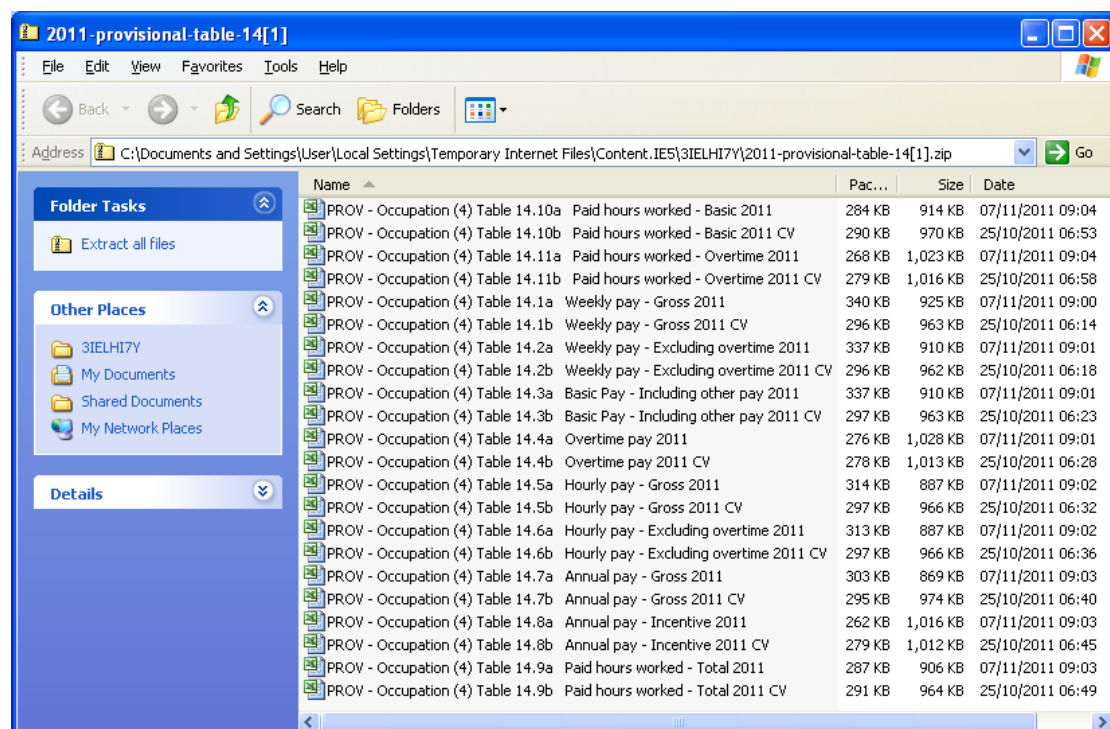 2011-provisional-table-14[1]
File Edit View Favorites Tools Help
Back Search Folders
Address C:\Documents and Settings\User\Local Settings\Temporary Internet Files\Content.IE5\3IELHI7Y\2011-provisional-table-14[1].zip Go
Folder Tasks
Extract all files
Other Places
3IELHI7Y
My Documents
Shared Documents
My Network Places
Details
Name Pac... Size Date
PROV - Occupation (4) Table 14.10a Paid hours worked - Basic 2011 284 KB 914 KB 07/11/2011 09:04
PROV - Occupation (4) Table 14.10b Paid hours worked - Basic 2011 CV 290 KB 970 KB 25/10/2011 06:53
PROV - Occupation (4) Table 14.11a Paid hours worked - Overtime 2011 268 KB 1,023 KB 07/11/2011 09:04
PROV - Occupation (4) Table 14.11b Paid hours worked - Overtime 2011 CV 279 KB 1,016 KB 25/10/2011 06:58
PROV - Occupation (4) Table 14.1a Weekly pay - Gross 2011 340 KB 925 KB 07/11/2011 09:00
PROV - Occupation (4) Table 14.1b Weekly pay - Gross 2011 CV 296 KB 963 KB 25/10/2011 06:14
PROV - Occupation (4) Table 14.2a Weekly pay - Excluding overtime 2011 337 KB 910 KB 07/11/2011 09:01
PROV - Occupation (4) Table 14.2b Weekly pay - Excluding overtime 2011 CV 296 KB 962 KB 25/10/2011 06:18
PROV - Occupation (4) Table 14.3a Basic Pay - Including other pay 2011 337 KB 910 KB 07/11/2011 09:01
PROV - Occupation (4) Table 14.3b Basic Pay - Including other pay 2011 CV 297 KB 963 KB 25/10/2011 06:23
PROV - Occupation (4) Table 14.4a Overtime pay 2011 276 KB 1,028 KB 07/11/2011 09:01
PROV - Occupation (4) Table 14.4b Overtime pay 2011 CV 278 KB 1,013 KB 25/10/2011 06:28
PROV - Occupation (4) Table 14.5a Hourly pay - Gross 2011 314 KB 887 KB 07/11/2011 09:02
PROV - Occupation (4) Table 14.5b Hourly pay - Gross 2011 CV 297 KB 966 KB 25/10/2011 06:32
PROV - Occupation (4) Table 14.6a Hourly pay - Excluding overtime 2011 313 KB 887 KB 07/11/2011 09:02
PROV - Occupation (4) Table 14.6b Hourly pay - Excluding overtime 2011 CV 297 KB 966 KB 25/10/2011 06:36
PROV - Occupation (4) Table 14.7a Annual pay - Gross 2011 303 KB 869 KB 07/11/2011 09:03
PROV - Occupation (4) Table 14.7b Annual pay - Gross 2011 CV 295 KB 974 KB 25/10/2011 06:40
PROV - Occupation (4) Table 14.8a Annual pay - Incentive 2011 262 KB 1,016 KB 07/11/2011 09:03
PROV - Occupation (4) Table 14.8b Annual pay - Incentive 2011 CV 279 KB 1,012 KB 25/10/2011 06:45
PROV - Occupation (4) Table 14.9a Paid hours worked - Total 2011 287 KB 906 KB 07/11/2011 09:03
PROV - Occupation (4) Table 14.9b Paid hours worked - Total 2011 CV 291 KB 964 KB 25/10/2011 06:49